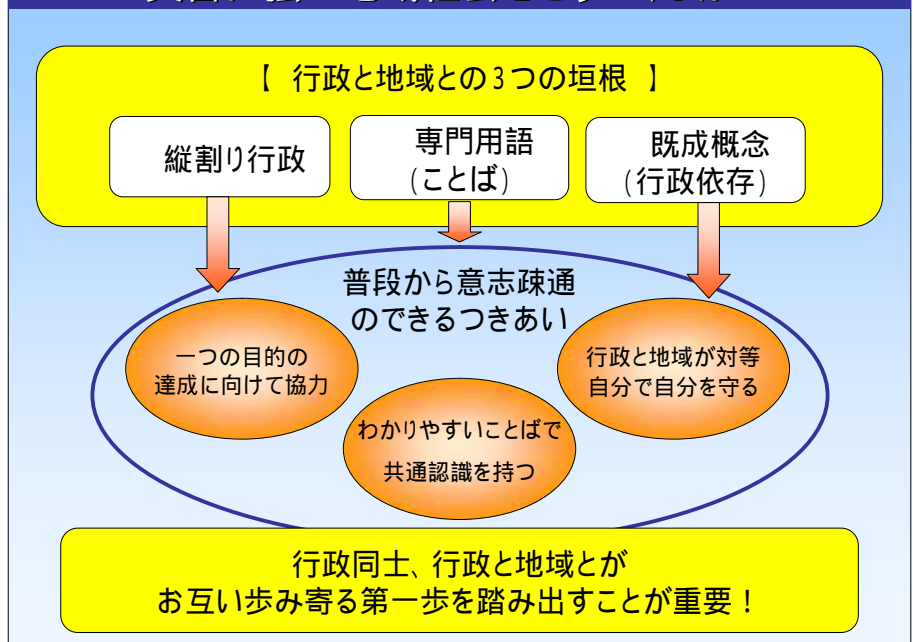 【 行政と地域との3つの垣根 】
縦割り行政
専門用語
(ことば)
既成概念
(行政依存)
普段から意志疎通
のできるつきあい
一つの目的の
達成に向けて協力
行政と地域が対等
自分で自分を守る
わかりやすいことばで
共通認識を持つ
行政同士、行政と地域とが
お互い歩み寄る第一歩を踏み出すことが重要！